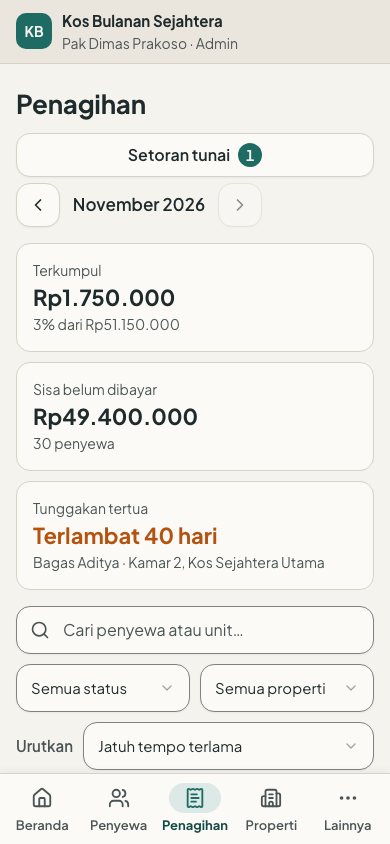 KB
Kos Bulanan Sejahtera
Pak Dimas Prakoso · Admin
Penagihan
Setoran tunai 1
November 2026
Terkumpul
Rp1.750.000
3% dari Rp51.150.000
Sisa belum dibayar
Rp49.400.000
30 penyewa
Tunggakan tertua
Terlambat 40 hari
Bagas Aditya · Kamar 2, Kos Sejahtera Utama
Cari penyewa atau unit...
Semua status
Semua properti
Urutkan
Jatuh tempo terlama
Beranda
Penyewa
Penagihan
Properti
Lainnya